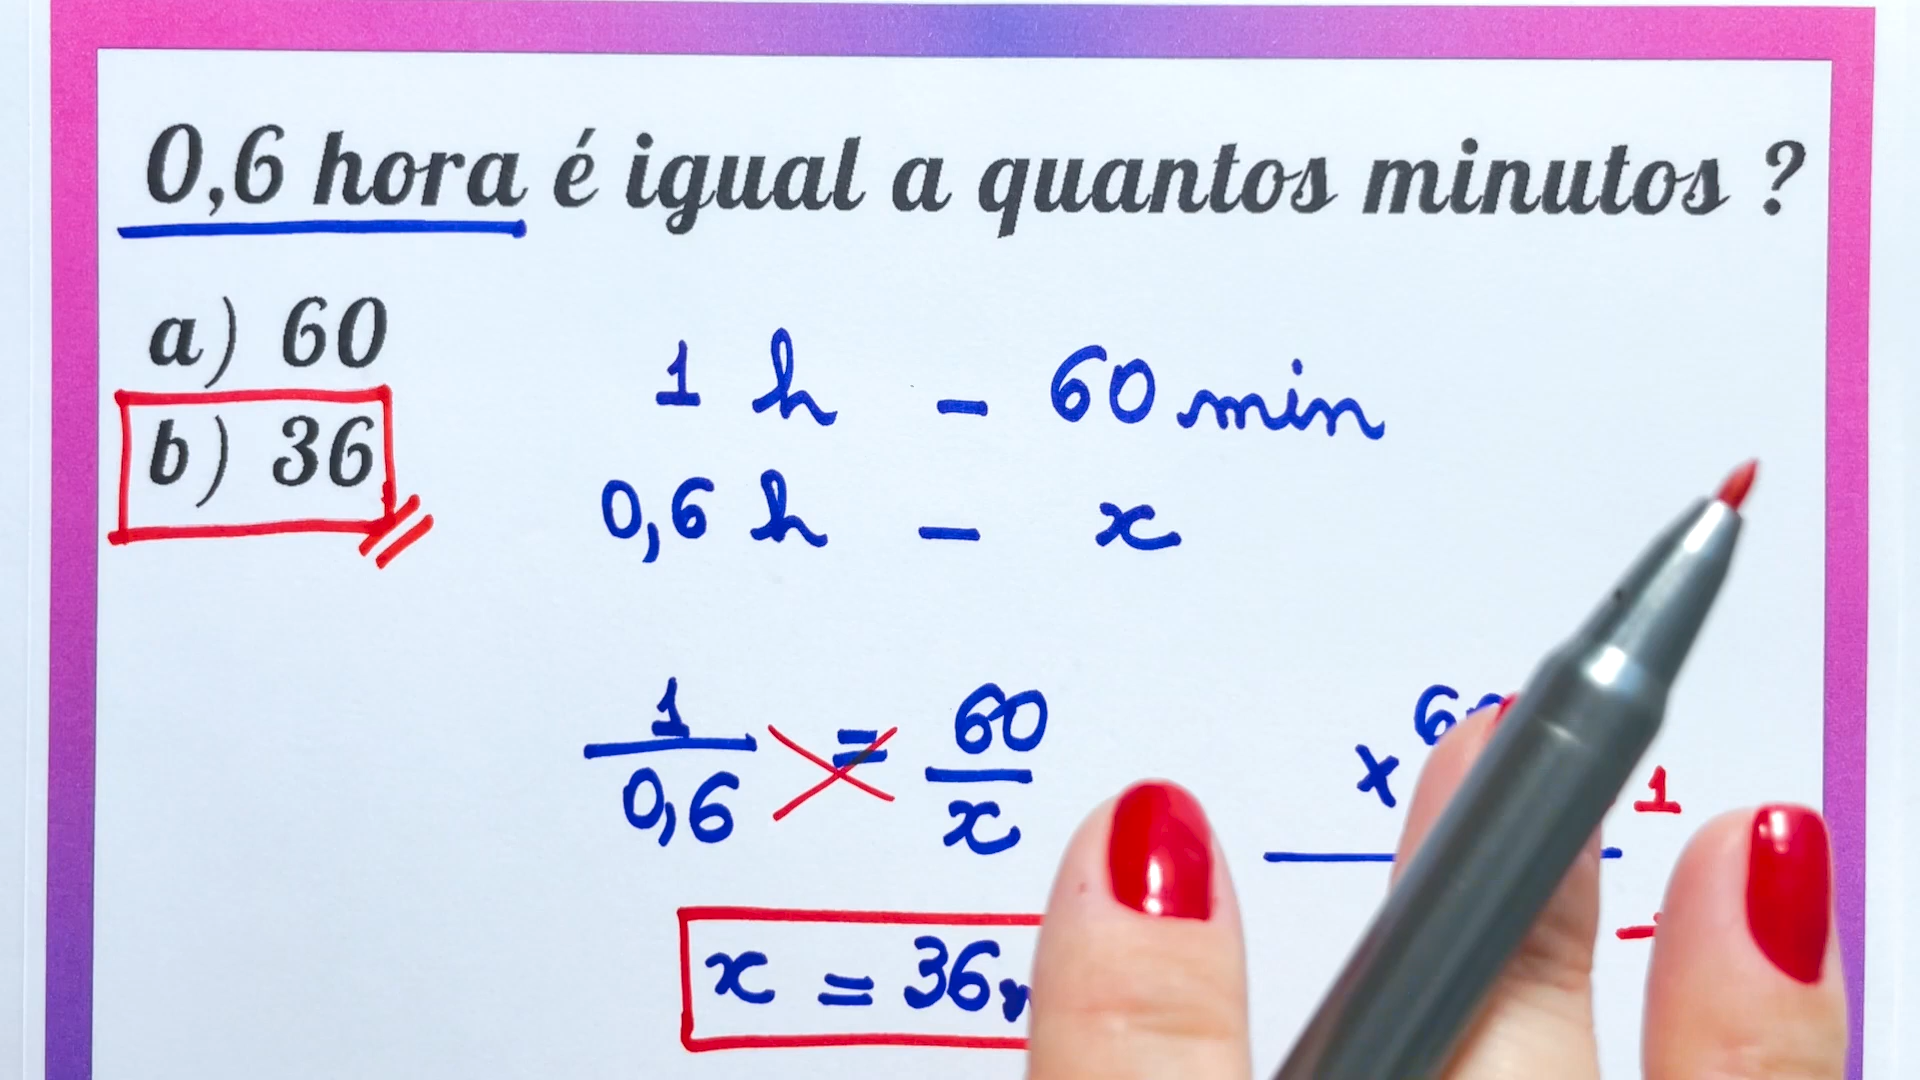 0,6 hora é igual a quantos minutos ?
a) 60
b) 36
1 h - 60 min
0,6 h - x
1/0,6 = 60/x
x
1
x = 36